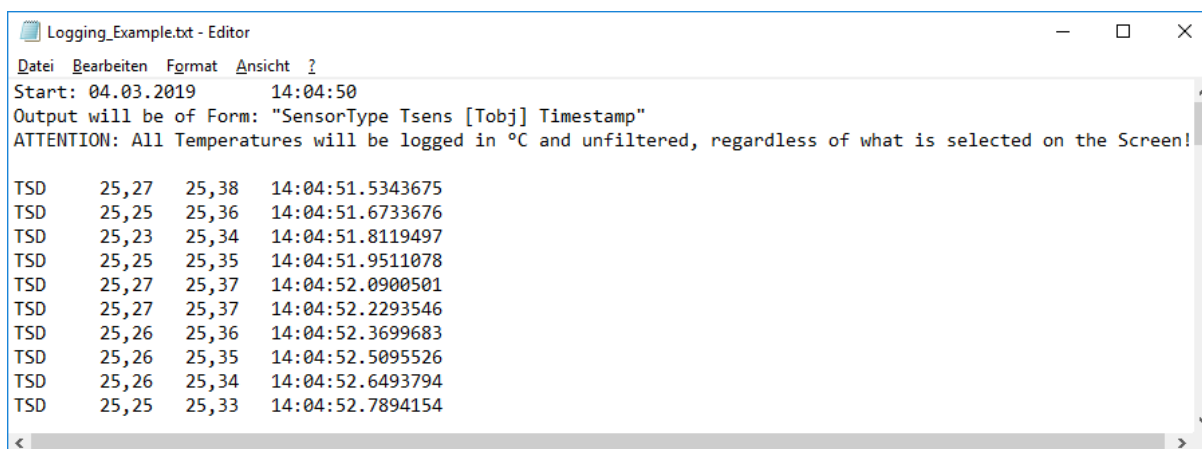 Logging_Example.txt - Editor
Datei Bearbeiten Format Ansicht ?
Start: 04.03.2019 14:04:50
Output will be of Form: "SensorType Tsens [Tobj] Timestamp"
ATTENTION: All Temperatures will be logged in °C and unfiltered, regardless of what is selected on the Screen!
TSD 25,27 25,38 14:04:51.5343675
TSD 25,25 25,36 14:04:51.6733676
TSD 25,23 25,34 14:04:51.8119497
TSD 25,25 25,35 14:04:51.9511078
TSD 25,27 25,37 14:04:52.0900501
TSD 25,27 25,37 14:04:52.2293546
TSD 25,26 25,36 14:04:52.3699683
TSD 25,26 25,35 14:04:52.5095526
TSD 25,26 25,34 14:04:52.6493794
TSD 25,25 25,33 14:04:52.7894154